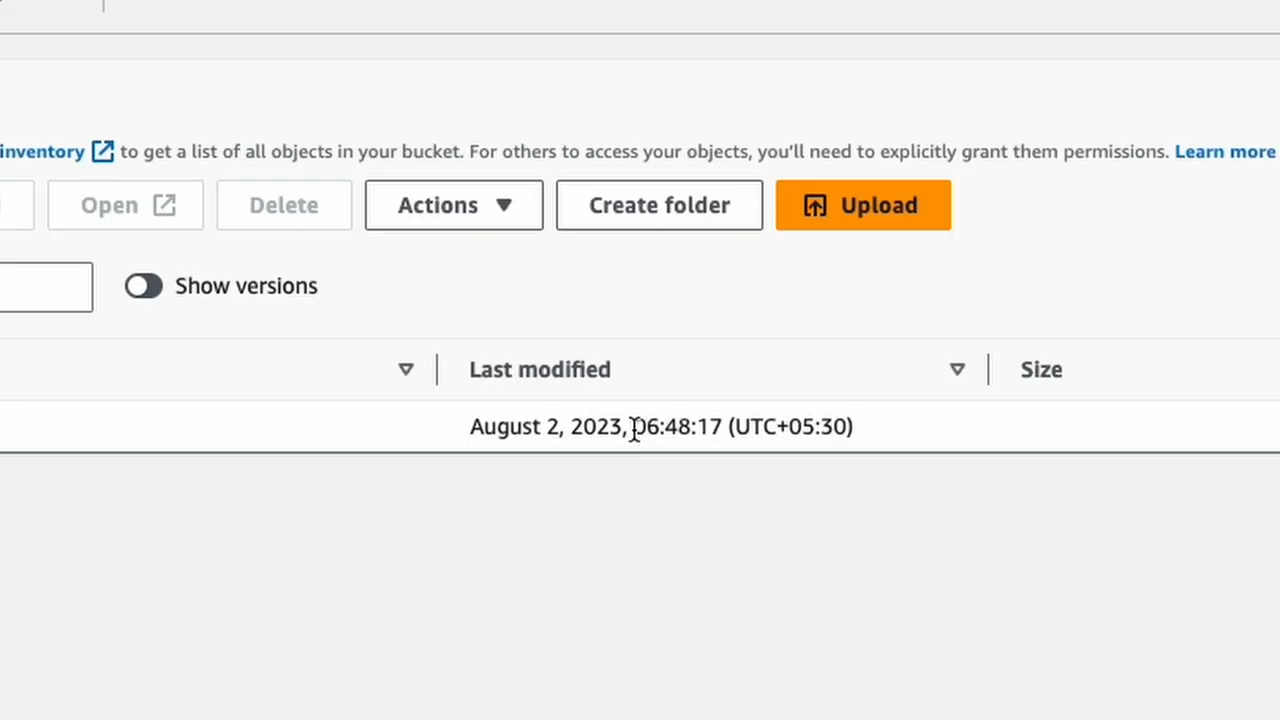 inventory to get a list of all objects in your bucket. For others to access your objects, you'll need to explicitly grant them permissions. Learn more
Open Delete Actions Create folder Upload
Show versions
Last modified Size
August 2, 2023, 06:48:17 (UTC+05:30)